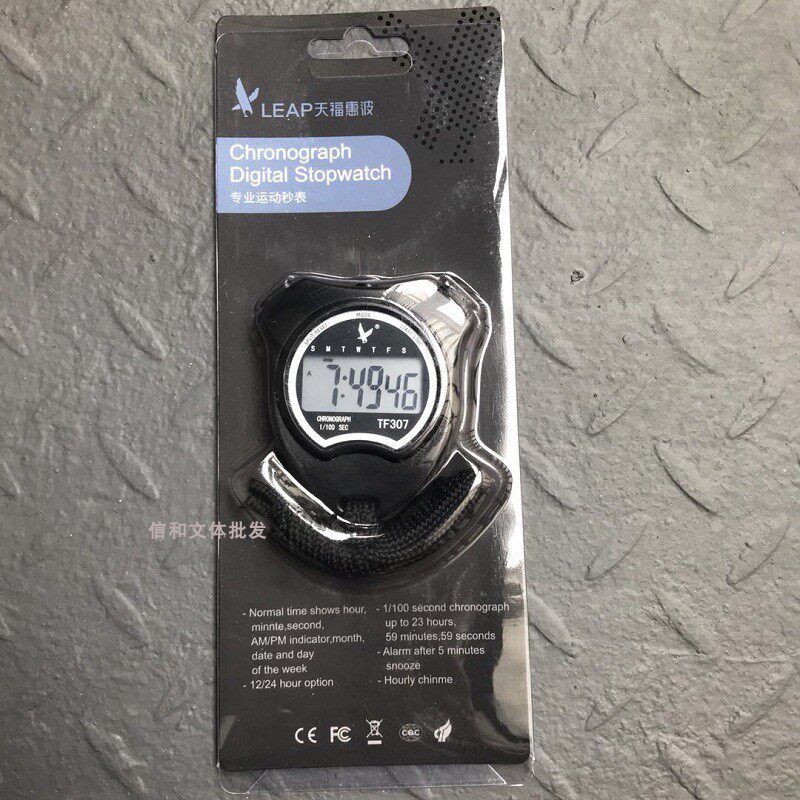 LEAP天福惠波
Chronograph
Digital Stopwatch
专业运动秒表
MODE
S M T W T F S
A
7:49 46
CHRONOGRAPH
1/100 SEC
TF307
信和文体批发
- Normal time shows hour,
minnte,second,
AM/PM indicator,month,
date and day
of the week
- 12/24 hour option
- 1/100 second chronograph
up to 23 hours,
59 minutes,59 seconds
- Alarm after 5 minutes
snooze
- Hourly chinme
CE FC CQC